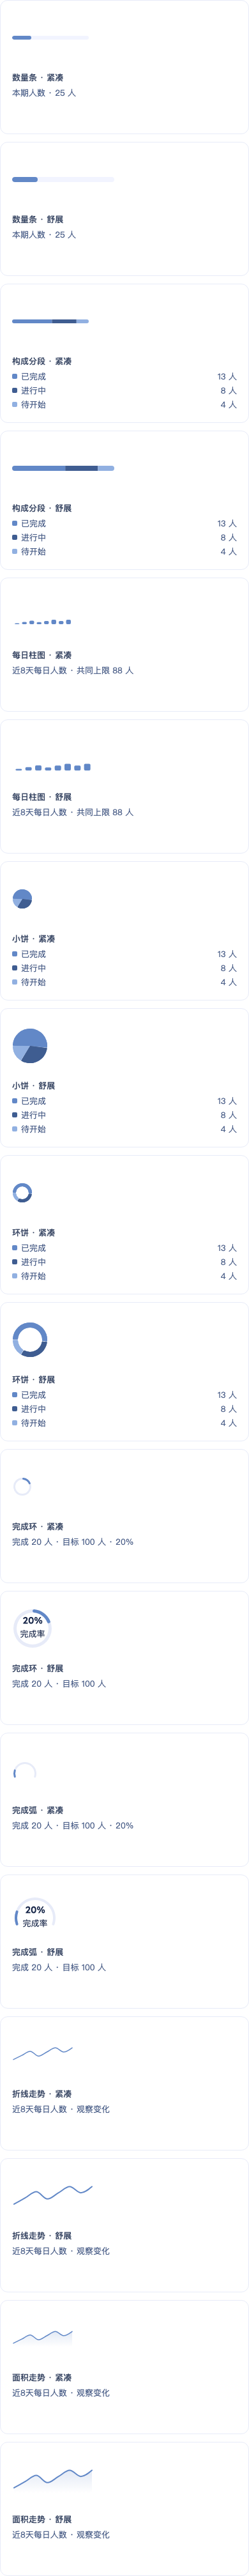 数量条 · 紧凑
本期人数 · 25 人
数量条 · 舒展
本期人数 · 25 人
构成分段 · 紧凑
已完成 13 人
进行中 8 人
待开始 4 人
构成分段 · 舒展
已完成 13 人
进行中 8 人
待开始 4 人
每日柱图 · 紧凑
近8天每日人数 · 共同上限 88 人
每日柱图 · 舒展
近8天每日人数 · 共同上限 88 人
小饼 · 紧凑
已完成 13 人
进行中 8 人
待开始 4 人
小饼 · 舒展
已完成 13 人
进行中 8 人
待开始 4 人
环饼 · 紧凑
已完成 13 人
进行中 8 人
待开始 4 人
环饼 · 舒展
已完成 13 人
进行中 8 人
待开始 4 人
完成环 · 紧凑
完成 20 人 · 目标 100 人 · 20%
20%
完成率
完成环 · 舒展
完成 20 人 · 目标 100 人
完成弧 · 紧凑
完成 20 人 · 目标 100 人 · 20%
20%
完成率
完成弧 · 舒展
完成 20 人 · 目标 100 人
折线走势 · 紧凑
近8天每日人数 · 观察变化
折线走势 · 舒展
近8天每日人数 · 观察变化
面积走势 · 紧凑
近8天每日人数 · 观察变化
面积走势 · 舒展
近8天每日人数 · 观察变化